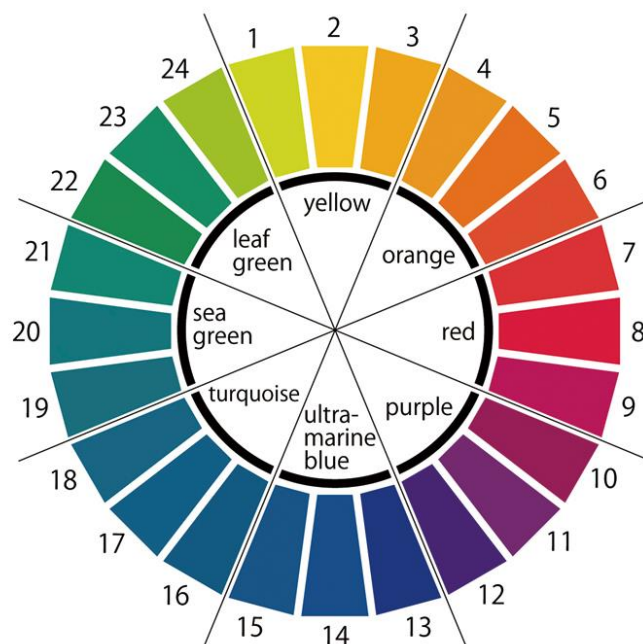 1
2
3
4
5
6
7
8
9
10
11
12
13
14
15
16
17
18
19
20
21
22
23
24
yellow
orange
red
purple
ultra-
marine
blue
turquoise
sea
green
leaf
green